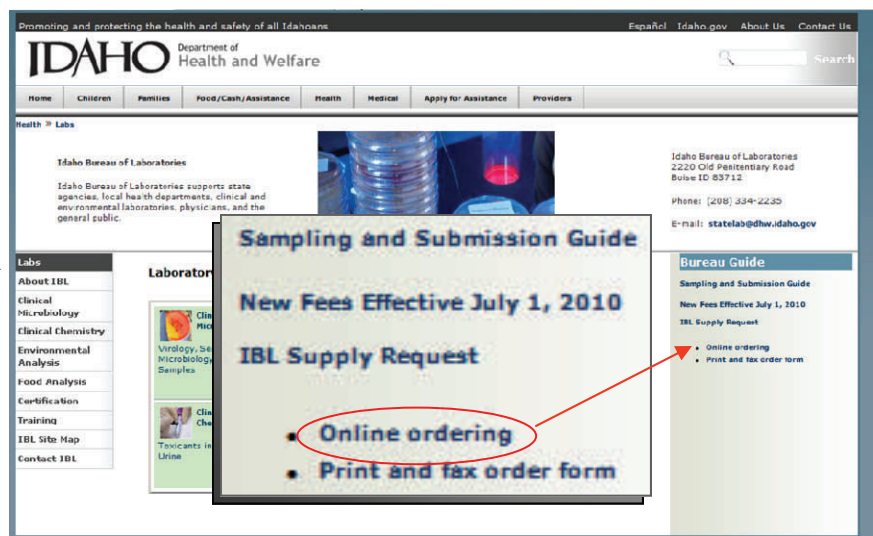 Promoting and protecting the health and safety of all Idahoans
Español Idaho.gov About Us Contact Us
IDAHO Department of
Health and Welfare
Search
Home Children Families Food/Cash/Assistance Health Medical Apply for Assistance Providers
Health » Labs
Idaho Bureau of Laboratories
Idaho Bureau of Laboratories supports state
agencies, local health departments, clinical and
environmental laboratories, physicians, and the
general public.
Idaho Bureau of Laboratories
2220 Old Penitentiary Road
Boise ID 83712
Phone: (208) 334-2235
E-mail: statelab@dhw.idaho.gov
Labs
About IBL
Clinical
Microbiology
Clinical Chemistry
Environmental
Analysis
Food Analysis
Certification
Training
IBL Site Map
Contact IBL
Laborator
Clin
Mic
Virology, Se
Microbiology
Samples
Clin
Che
Toxicants in
Urine
Sampling and Submission Guide
New Fees Effective July 1, 2010
IBL Supply Request
• Online ordering
• Print and fax order form
Bureau Guide
Sampling and Submission Guide
New Fees Effective July 1, 2010
IBL Supply Request
• Online ordering
• Print and fax order form